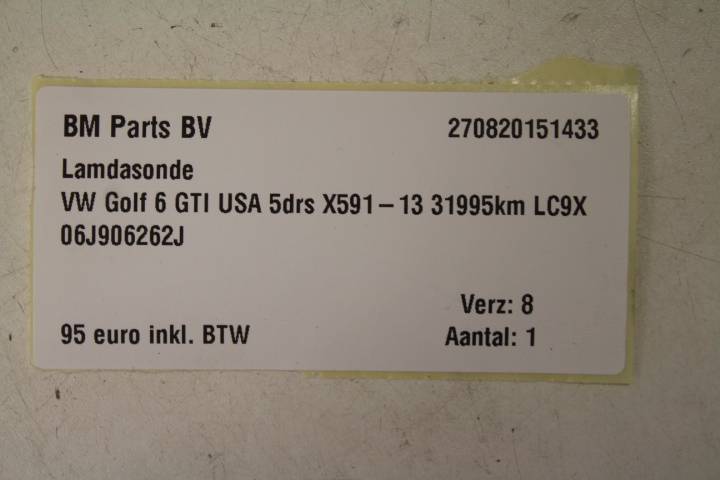 BM Parts BV 270820151433
Lamdasonde
VW Golf 6 GTI USA 5drs X591-13 31995km LC9X
06J906262J
Verz: 8
95 euro inkl. BTW Aantal: 1